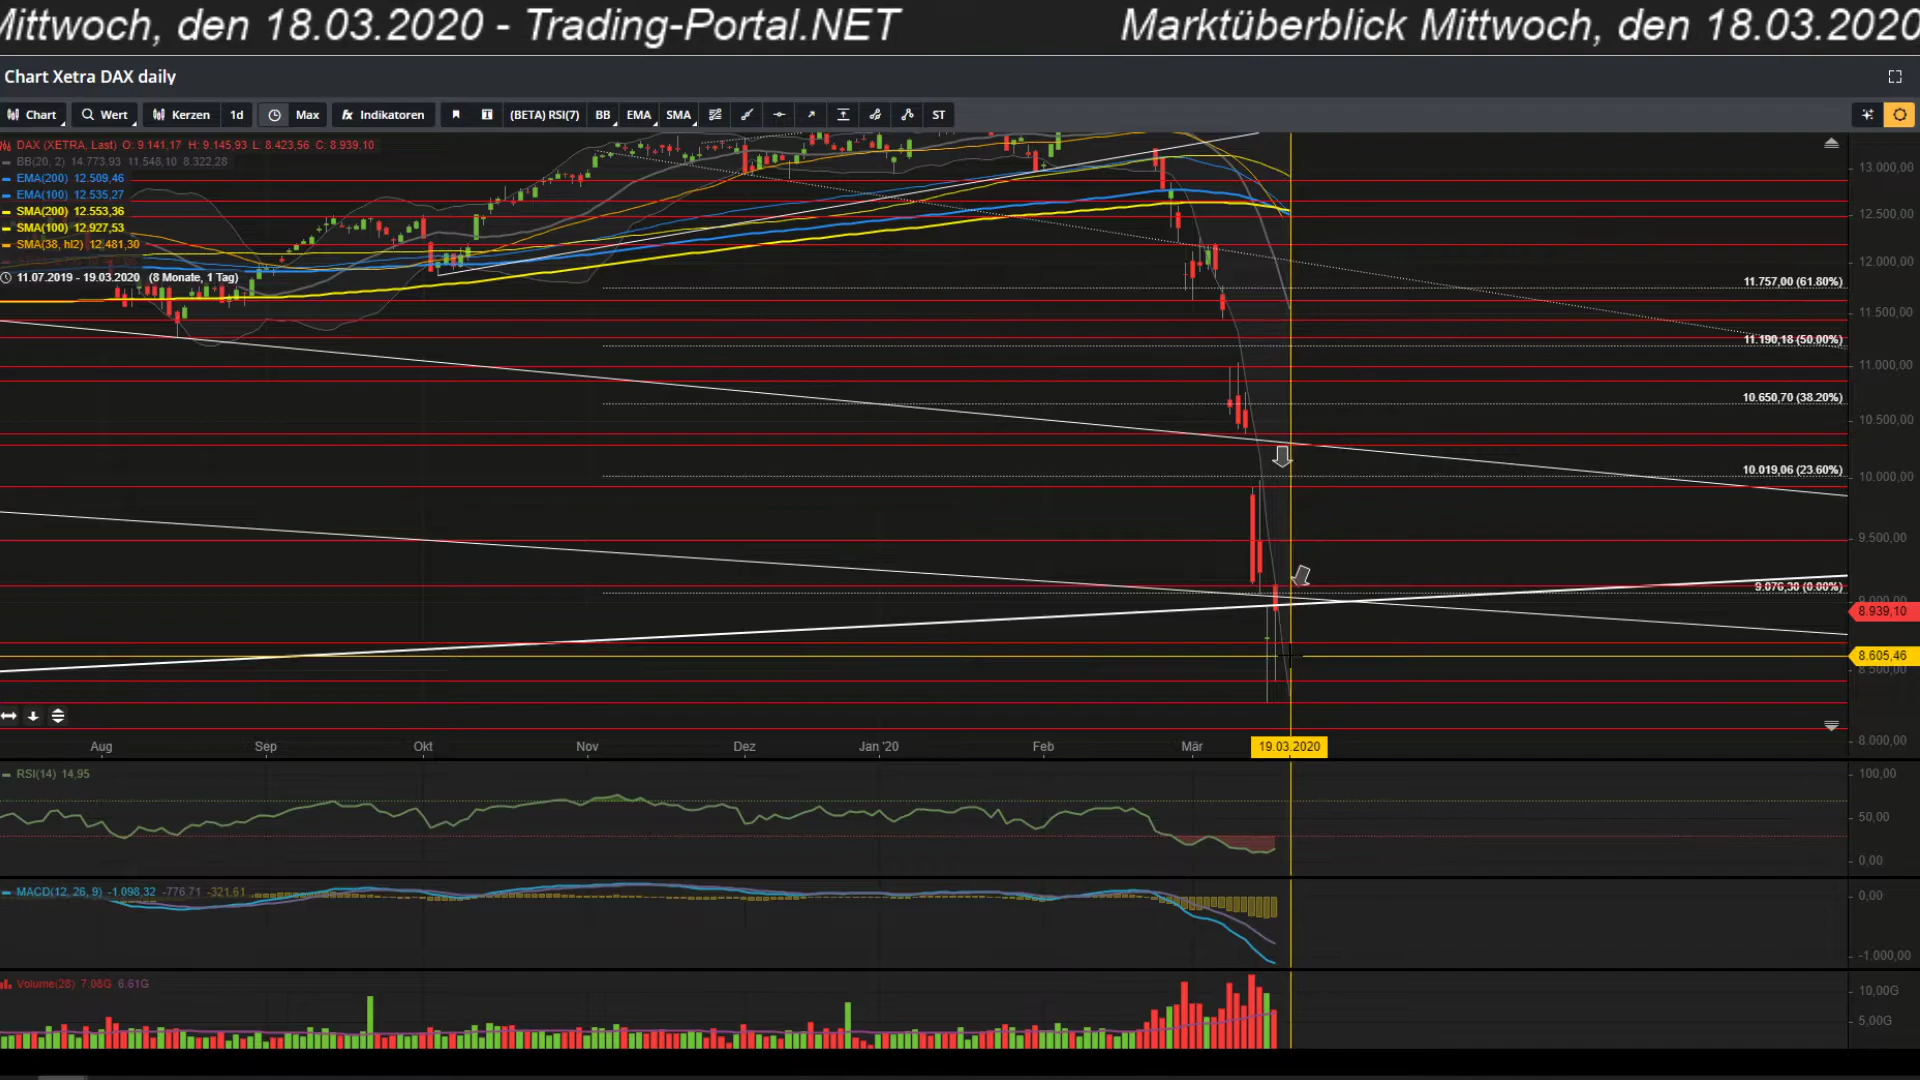 Mittwoch, den 18.03.2020 - Trading-Portal.NET Marktüberblick Mittwoch, den 18.03.2020
Chart Xetra DAX daily
Chart Wert Kerzen 1d Max fx Indikatoren (BETA) RSI(7) BB EMA SMA ST
DAX (XETRA, Last) O: 9.141,17 H: 9.145,93 L: 8.423,56 C: 8.939,10
BB(20, 2) 14.773,93 11.548,10 8.322,28
EMA(200) 12.509,46
EMA(100) 12.535,27
SMA(200) 12.553,36
SMA(100) 12.927,53
SMA(38, hl2) 12.481,30
11.07.2019 - 19.03.2020 (8 Monate, 1 Tag)
13.000,00
12.500,00
12.000,00
11.757,00 (61.80%)
11.500,00
11.190,18 (50.00%)
11.000,00
10.650,70 (38.20%)
10.500,00
10.019,06 (23.60%)
10.000,00
9.500,00
9.076,30 (0.00%)
9.000,00
8.939,10
8.605,46
8.500,00
8.000,00
Aug Sep Okt Nov Dez Jan '20 Feb Mär 19.03.2020
RSI(14) 14,95
100,00
50,00
0,00
MACD(12, 26, 9) -1.098,32 -776,71 -321,61
0,00
-1.000,00
Volume(28) 7.08G 6.61G
10,00G
5,00G